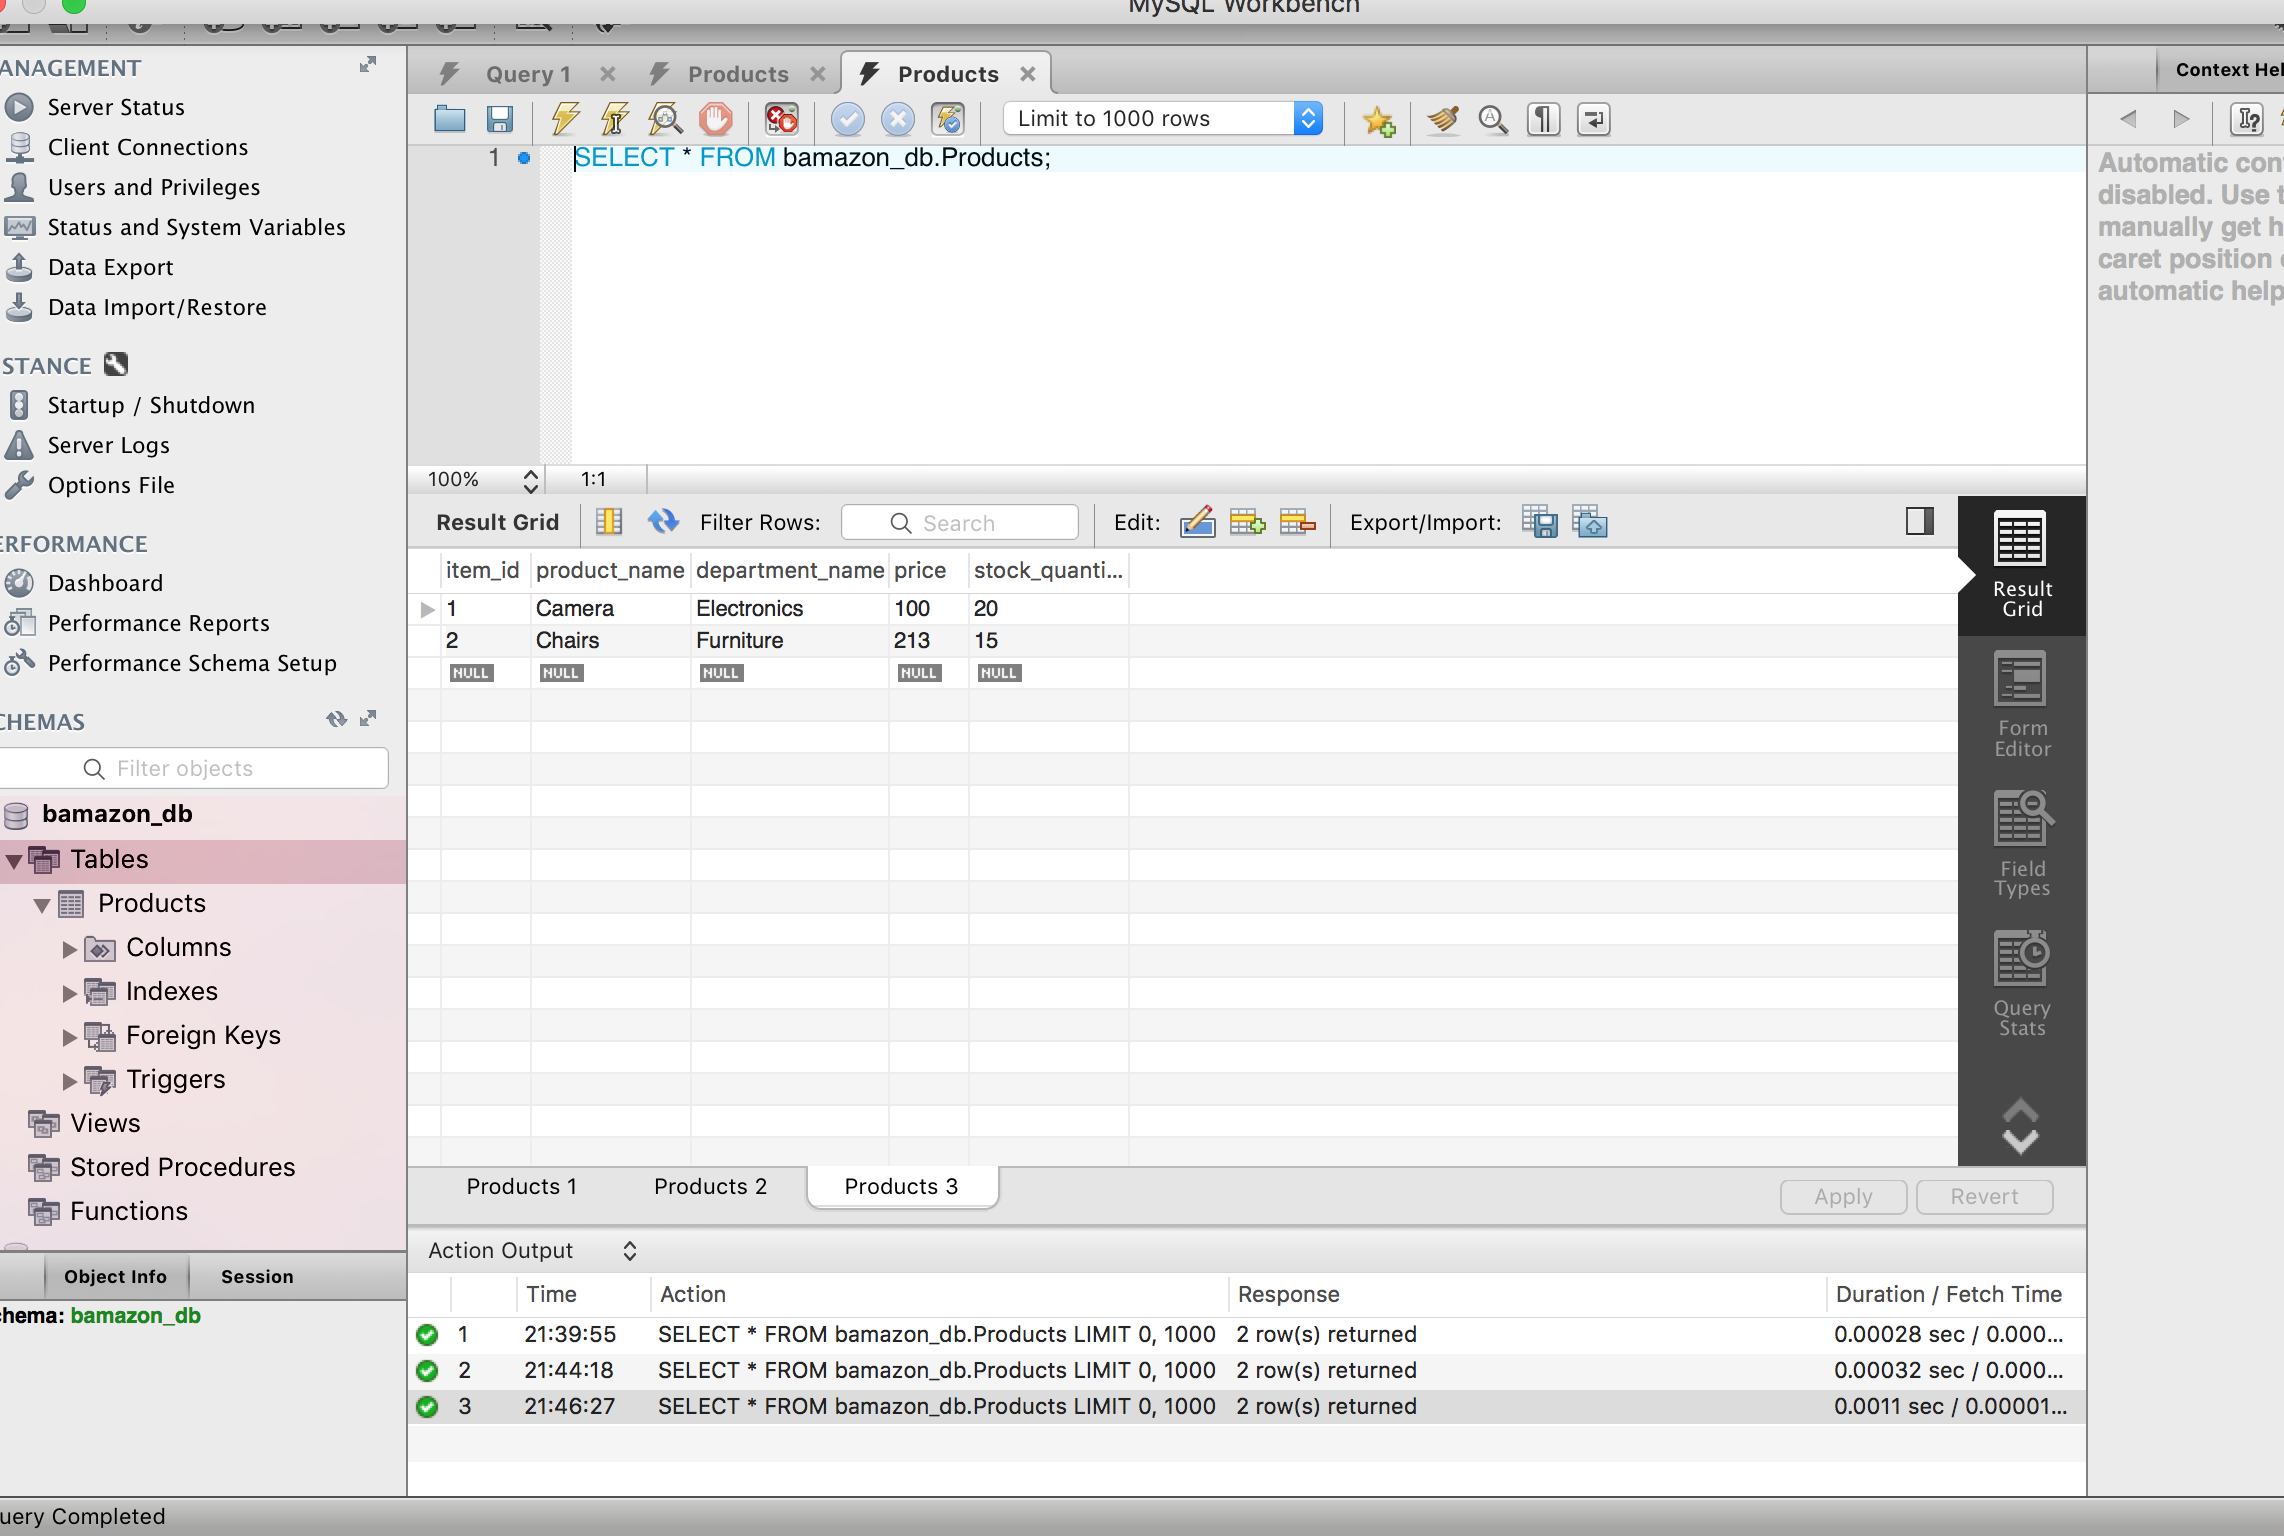 MySQL Workbench
ANAGEMENT
Server Status
Client Connections
Users and Privileges
Status and System Variables
Data Export
Data Import/Restore
STANCE
Startup / Shutdown
Server Logs
Options File
ERFORMANCE
Dashboard
Performance Reports
Performance Schema Setup
CHEMAS
Filter objects
bamazon_db
Tables
Products
Columns
Indexes
Foreign Keys
Triggers
Views
Stored Procedures
Functions
Object Info Session
hema: bamazon_db
Query 1 Products Products
Limit to 1000 rows
1 SELECT * FROM bamazon_db.Products;
100% 1:1
Result Grid Filter Rows: Search Edit: Export/Import:
item_id product_name department_name price stock_quanti...
1 Camera Electronics 100 20
2 Chairs Furniture 213 15
NULL NULL NULL NULL NULL
Result
Grid
Form
Editor
Field
Types
Query
Stats
Products 1 Products 2 Products 3
Apply Revert
Action Output
Time Action Response Duration / Fetch Time
1 21:39:55 SELECT * FROM bamazon_db.Products LIMIT 0, 1000 2 row(s) returned 0.00028 sec / 0.000...
2 21:44:18 SELECT * FROM bamazon_db.Products LIMIT 0, 1000 2 row(s) returned 0.00032 sec / 0.000...
3 21:46:27 SELECT * FROM bamazon_db.Products LIMIT 0, 1000 2 row(s) returned 0.0011 sec / 0.00001...
Context Hel
Automatic con
disabled. Use t
manually get h
caret position
automatic help
uery Completed